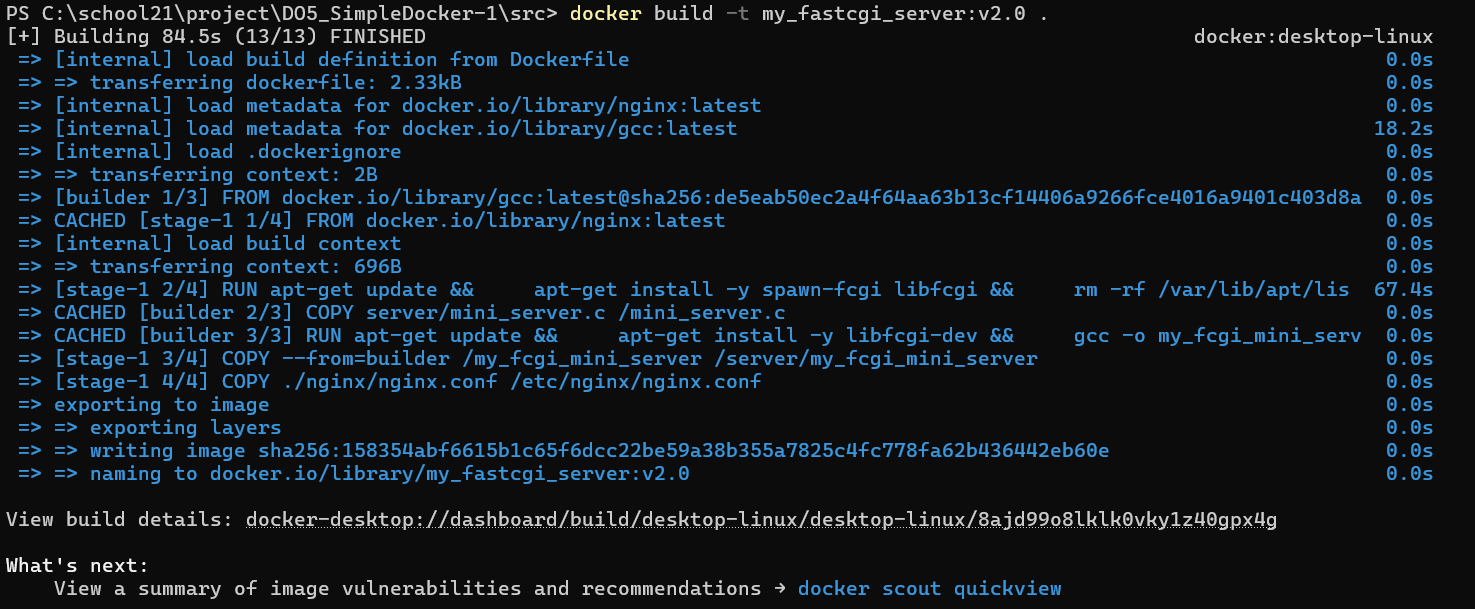 PS C:\school21\project\DO5_SimpleDocker-1\src> docker build -t my_fastcgi_server:v2.0 .
[+] Building 84.5s (13/13) FINISHED docker:desktop-linux
=> [internal] load build definition from Dockerfile 0.0s
=> => transferring dockerfile: 2.33kB 0.0s
=> [internal] load metadata for docker.io/library/nginx:latest 0.0s
=> [internal] load metadata for docker.io/library/gcc:latest 18.2s
=> [internal] load .dockerignore 0.0s
=> => transferring context: 2B 0.0s
=> [builder 1/3] FROM docker.io/library/gcc:latest@sha256:de5eab50ec2a4f64aa63b13cf14406a9266fce4016a9401c403d8a 0.0s
=> CACHED [stage-1 1/4] FROM docker.io/library/nginx:latest 0.0s
=> [internal] load build context 0.0s
=> => transferring context: 696B 0.0s
=> [stage-1 2/4] RUN apt-get update &&     apt-get install -y spawn-fcgi libfcgi &&     rm -rf /var/lib/apt/lis 67.4s
=> CACHED [builder 2/3] COPY server/mini_server.c /mini_server.c 0.0s
=> CACHED [builder 3/3] RUN apt-get update &&     apt-get install -y libfcgi-dev &&     gcc -o my_fcgi_mini_serv 0.0s
=> [stage-1 3/4] COPY --from=builder /my_fcgi_mini_server /server/my_fcgi_mini_server 0.0s
=> [stage-1 4/4] COPY ./nginx/nginx.conf /etc/nginx/nginx.conf 0.0s
=> exporting to image 0.0s
=> => exporting layers 0.0s
=> => writing image sha256:158354abf6615b1c65f6dcc22be59a38b355a7825c4fc778fa62b436442eb60e 0.0s
=> => naming to docker.io/library/my_fastcgi_server:v2.0 0.0s
View build details: docker-desktop://dashboard/build/desktop-linux/desktop-linux/8ajd99o8lklk0vky1z40gpx4g
What's next:
View a summary of image vulnerabilities and recommendations → docker scout quickview